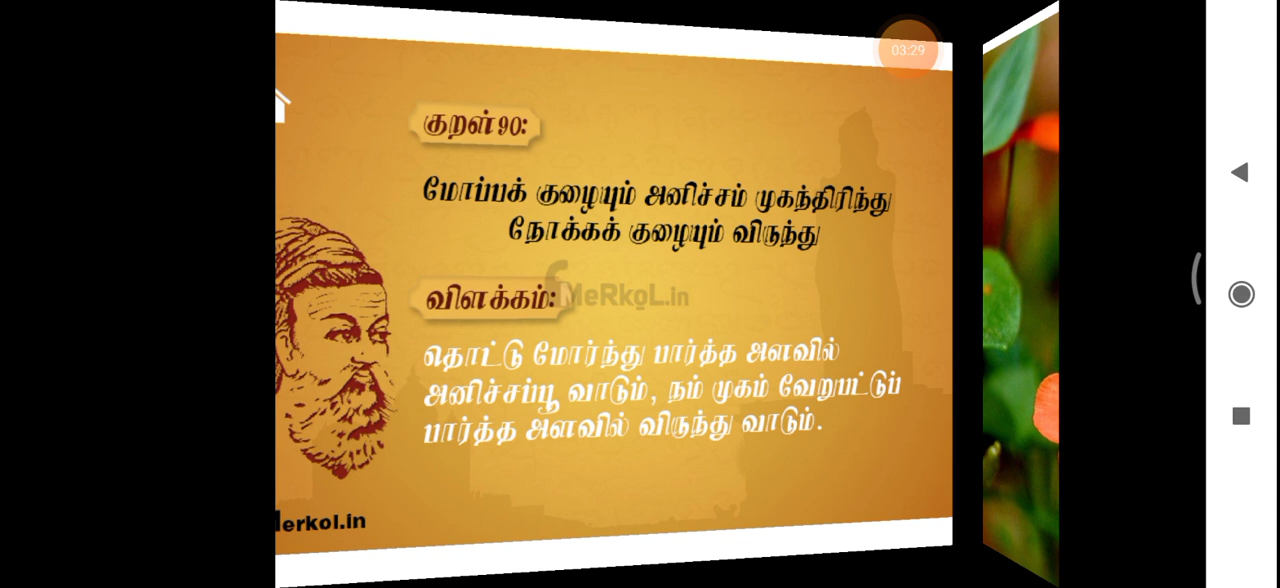 03:29
குறள் 90:
மோப்பக் குழையும் அனிச்சம் முகந்திரிந்து
நோக்கக் குழையும் விருந்து
MeRkoL.in
விளக்கம்:
தொட்டு மோர்ந்து பார்த்த அளவில்
அனிச்சப்பூ வாடும், நம் முகம் வேறுபட்டுப்
பார்த்த அளவில் விருந்து வாடும்.
Merkol.in